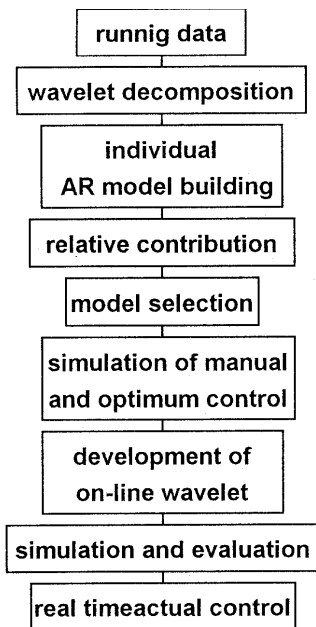 runnig data
wavelet decomposition
individual
AR model building
relative contribution
model selection
simulation of manual
and optimum control
development of
on-line wavelet
simulation and evaluation
real timeactual control